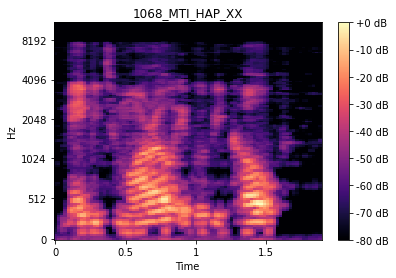 1068_MTI_HAP_XX
Hz
8192
4096
2048
1024
512
0
0
0.5
1
1.5
Time
+0 dB
-10 dB
-20 dB
-30 dB
-40 dB
-50 dB
-60 dB
-70 dB
-80 dB